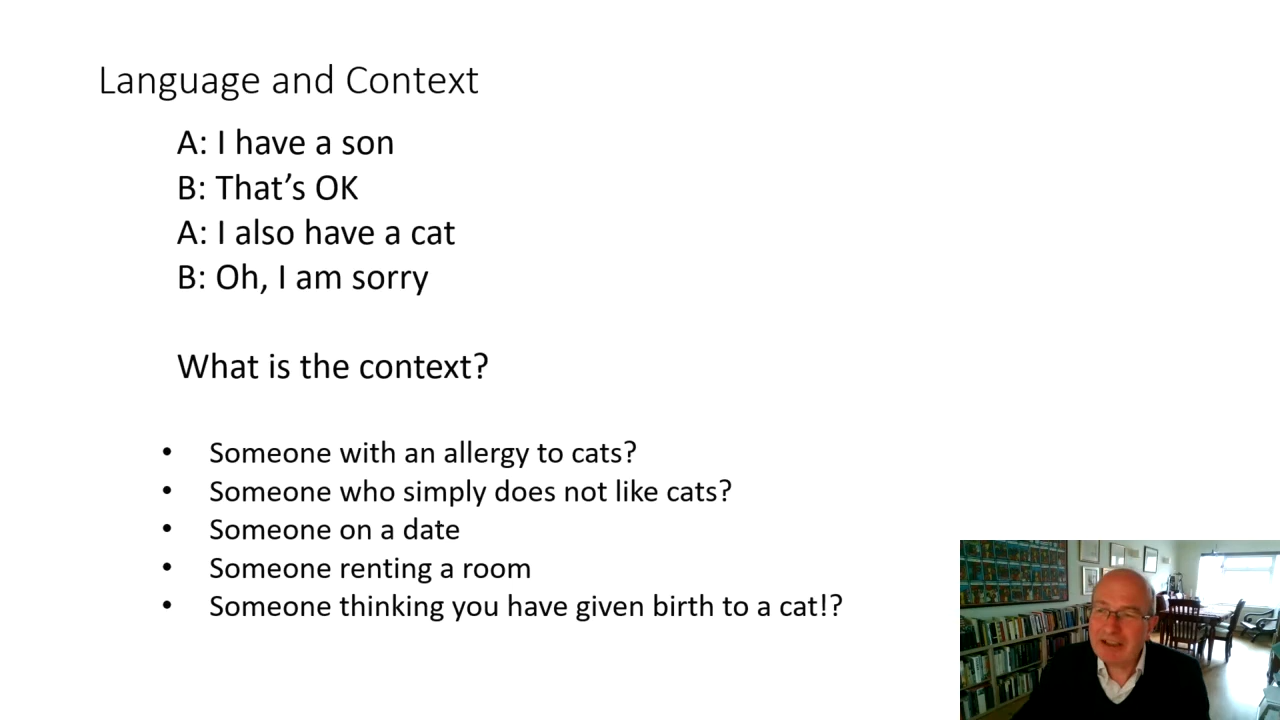 Language and Context
A: I have a son
B: That’s OK
A: I also have a cat
B: Oh, I am sorry
What is the context?
• Someone with an allergy to cats?
• Someone who simply does not like cats?
• Someone on a date
• Someone renting a room
• Someone thinking you have given birth to a cat!?